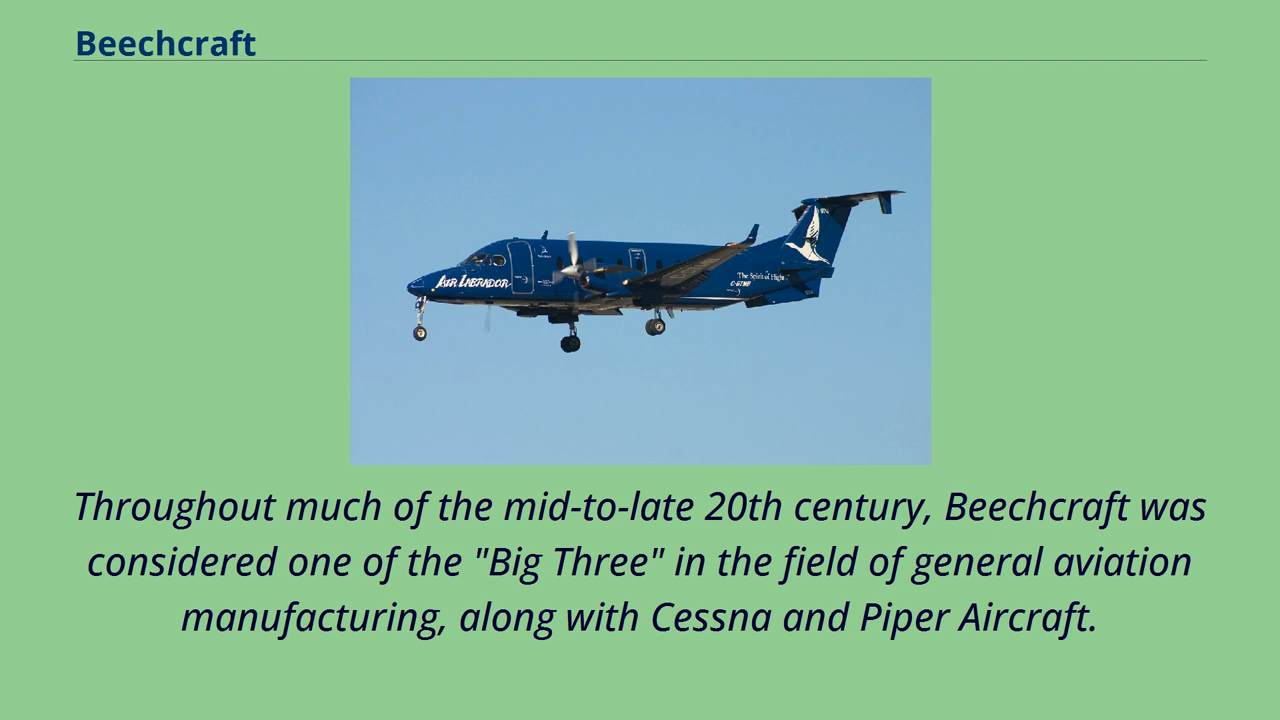 Beechcraft
AIR LABRADOR
The Spirit of Flight
Throughout much of the mid-to-late 20th century, Beechcraft was
considered one of the "Big Three" in the field of general aviation
manufacturing, along with Cessna and Piper Aircraft.